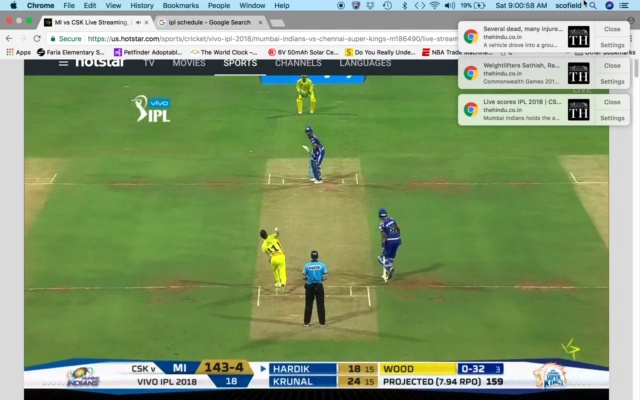 Chrome File Edit View History Bookmarks People Window Help 19% Sat 9:00:58 AM scofield
MI vs CSK Live Streaming, ipl schedule - Google Search
Secure https://us.hotstar.com/sports/cricket/vivo-ipl-2018/mumbai-indians-vs-chennai-super-kings-m186490/live-stream
Apps Faria Elementary S... Petfinder Adoptabl... The World Clock —... 6V 50mAh Solar Ce... Do You Really Unde... NBA Trade Other Bookmarks
hotstar TV MOVIES SPORTS CHANNELS LANGUAGES
Several dead, many injure...
thehindu.co.in
A vehicle drove into a grou...
TH
Close
Settings
Weightlifters Sathish, Ra...
thehindu.co.in
Commonwealth Games 201...
TH
Close
Settings
Live scores IPL 2018 | CS...
thehindu.co.in
Mumbai Indians holds the a...
TH
Close
Settings
VIVO
IPL
11
MUMBAI INDIANS
CSK v MI 143-4 HARDIK 18 15 WOOD 0-32 3
VIVO IPL 2018 18 KRUNAL 24 15 PROJECTED (7.94 RPO) 159
KINGS